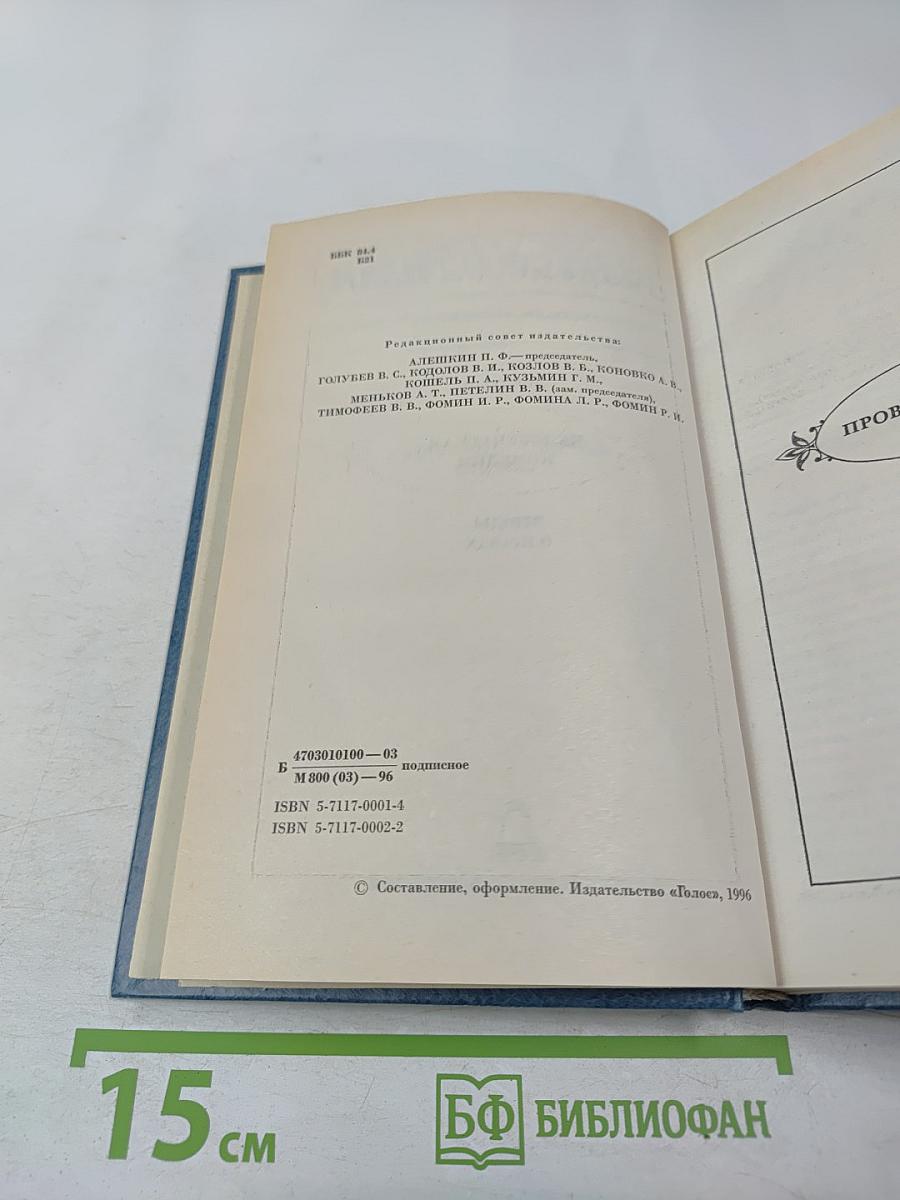 ББК 84.4
Б21
Редакционный совет издательства:
АЛЕШКИН П. Ф.— председатель,
ГОЛУБЕВ В. С., КОДОЛОВ В. И., КОЗЛОВ В. Б., КОНОВКО А. В.,
КОШЕЛЬ П. А., КУЗЬМИН Г. М.,
МЕНЬКОВ А. Т., ПЕТЕЛИН В. В. (зам. председателя),
ТИМОФЕЕВ В. В., ФОМИН И. Р., ФОМИНА Л. Р., ФОМИН Р. И.
Б 4703010100—03 подписное
М800(03)—96
ISBN 5-7117-0001-4
ISBN 5-7117-0002-2
© Составление, оформление. Издательство «Голос», 1996
ПРОВ
15 см
БФ БИБЛИОФАН